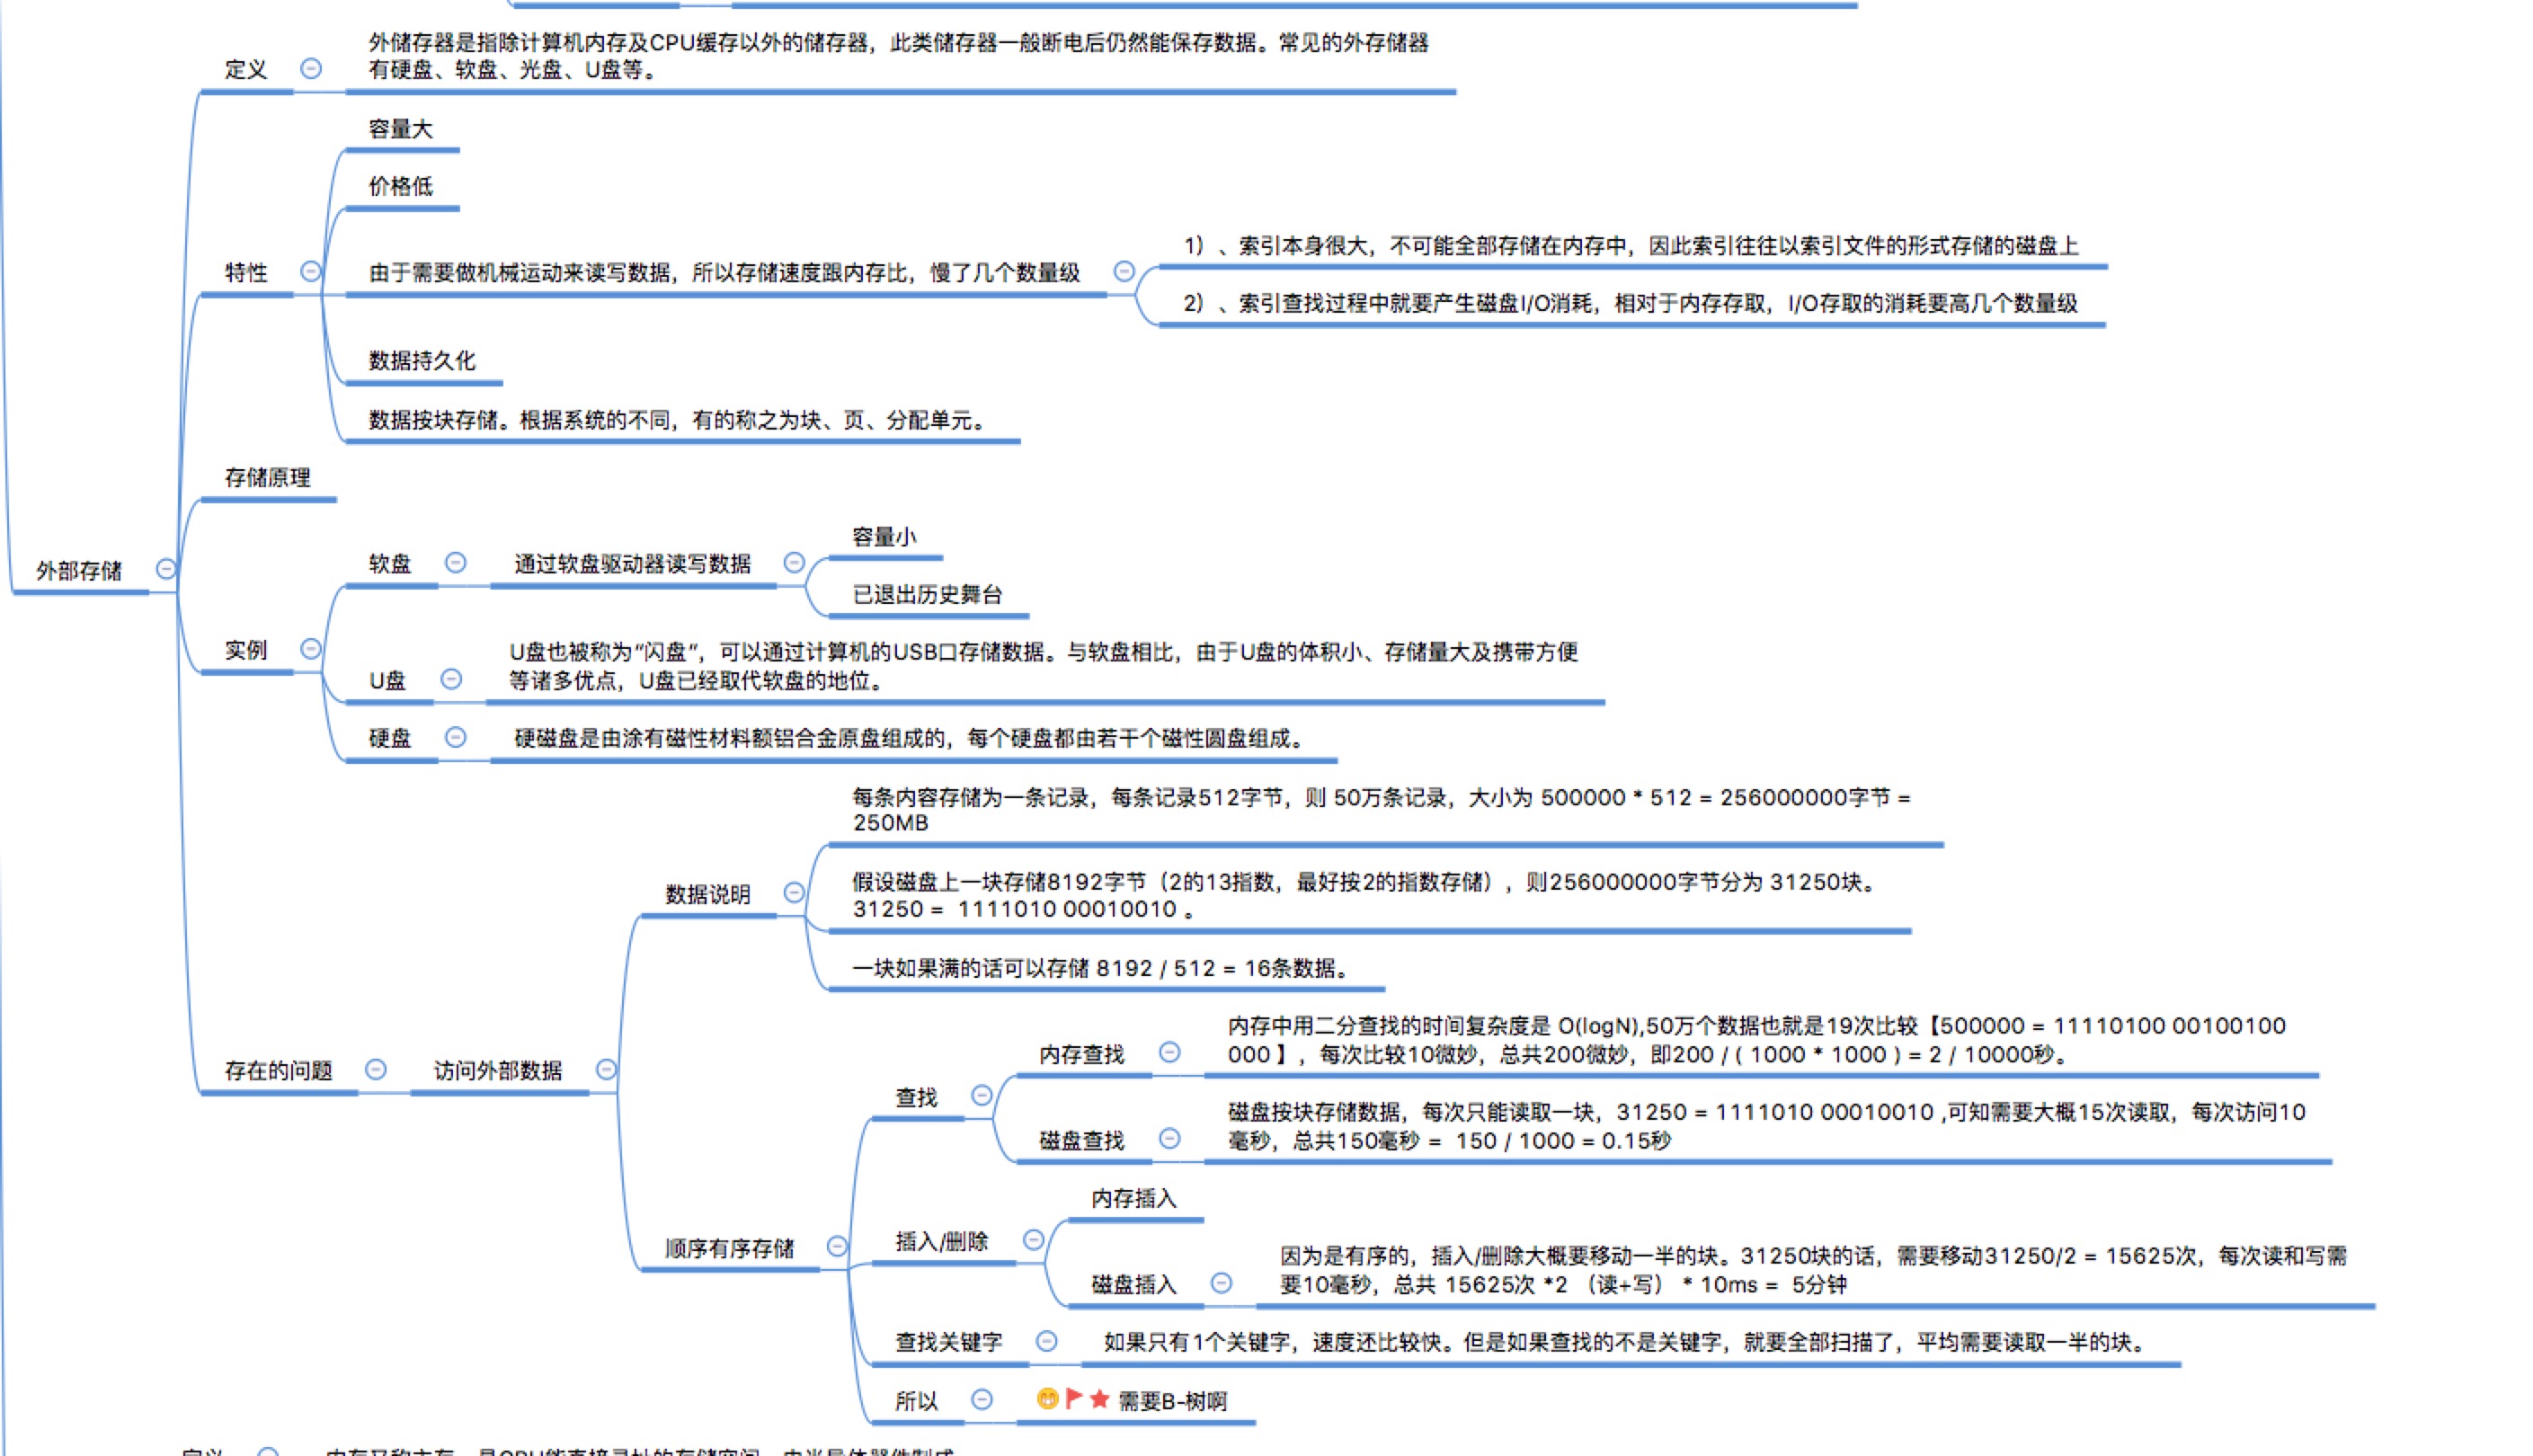 外储存器是指除计算机内存及CPU缓存以外的储存器，此类储存器一般断电后仍然能保存数据。常见的外存储器
有硬盘、软盘、光盘、U盘等。
定义
容量大
价格低
1）、索引本身很大，不可能全部存储在内存中，因此索引往往以索引文件的形式存储的磁盘上
特性
由于需要做机械运动来读写数据，所以存储速度跟内存比，慢了几个数量级
2）、索引查找过程中就要产生磁盘I/O消耗，相对于内存存取，I/O存取的消耗要高几个数量级
数据持久化
数据按块存储。根据系统的不同，有的称之为块、页、分配单元。
存储原理
外部存储
容量小
软盘
通过软盘驱动器读写数据
已退出历史舞台
实例
U盘也被称为“闪盘”，可以通过计算机的USB口存储数据。与软盘相比，由于U盘的体积小、存储量大及携带方便
等诸多优点，U盘已经取代软盘的地位。
U盘
硬盘
硬磁盘是由涂有磁性材料额铝合金原盘组成的，每个硬盘都由若干个磁性圆盘组成。
每条内容存储为一条记录，每条记录512字节，则 50万条记录，大小为 500000 * 512 = 256000000字节 =
250MB
数据说明
假设磁盘上一块存储8192字节（2的13指数，最好按2的指数存储），则256000000字节分为 31250块。
31250 = 1111010 00010010 。
一块如果满的话可以存储 8192 / 512 = 16条数据。
存在的问题
访问外部数据
内存中用二分查找的时间复杂度是 O(logN),50万个数据也就是19次比较【500000 = 11110100 00100100
000 】，每次比较10微妙，总共200微妙，即200 / ( 1000 * 1000 ) = 2 / 10000秒。
内存查找
查找
磁盘按块存储数据，每次只能读取一块，31250 = 1111010 00010010 ,可知需要大概15次读取，每次访问10
毫秒，总共150毫秒 = 150 / 1000 = 0.15秒
磁盘查找
内存插入
顺序有序存储
插入/删除
因为是有序的，插入/删除大概要移动一半的块。31250块的话，需要移动31250/2 = 15625次，每次读和写需
要10毫秒，总共 15625次 *2 （读+写） * 10ms = 5分钟
磁盘插入
查找关键字
如果只有1个关键字，速度还比较快。但是如果查找的不是关键字，就要全部扫描了，平均需要读取一半的块。
所以
需要B-树啊